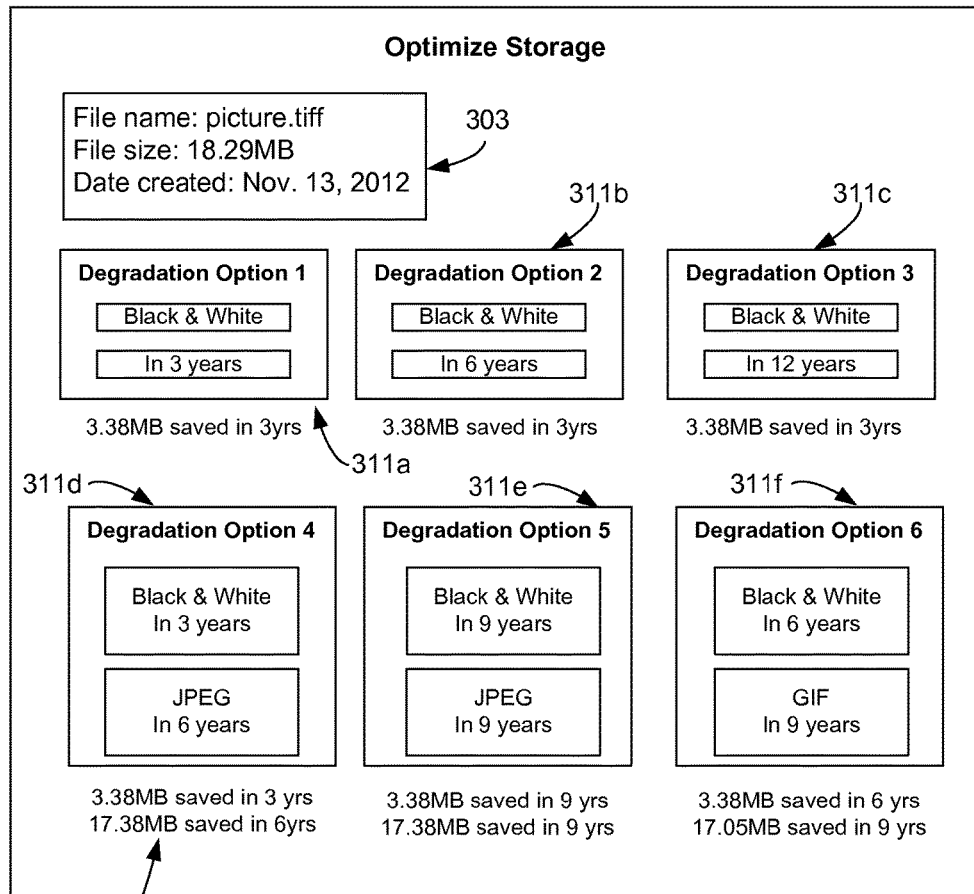 Optimize Storage
File name: picture.tiff
File size: 18.29MB
Date created: Nov. 13, 2012
303
311b
311c
Degradation Option 1
Black & White
In 3 years
3.38MB saved in 3yrs
311a
Degradation Option 2
Black & White
In 6 years
3.38MB saved in 3yrs
Degradation Option 3
Black & White
In 12 years
3.38MB saved in 3yrs
311d
311e
311f
Degradation Option 4
Black & White
In 3 years
JPEG
In 6 years
3.38MB saved in 3 yrs
17.38MB saved in 6yrs
Degradation Option 5
Black & White
In 9 years
JPEG
In 9 years
3.38MB saved in 9 yrs
17.38MB saved in 9 yrs
Degradation Option 6
Black & White
In 6 years
GIF
In 9 years
3.38MB saved in 6 yrs
17.05MB saved in 9 yrs